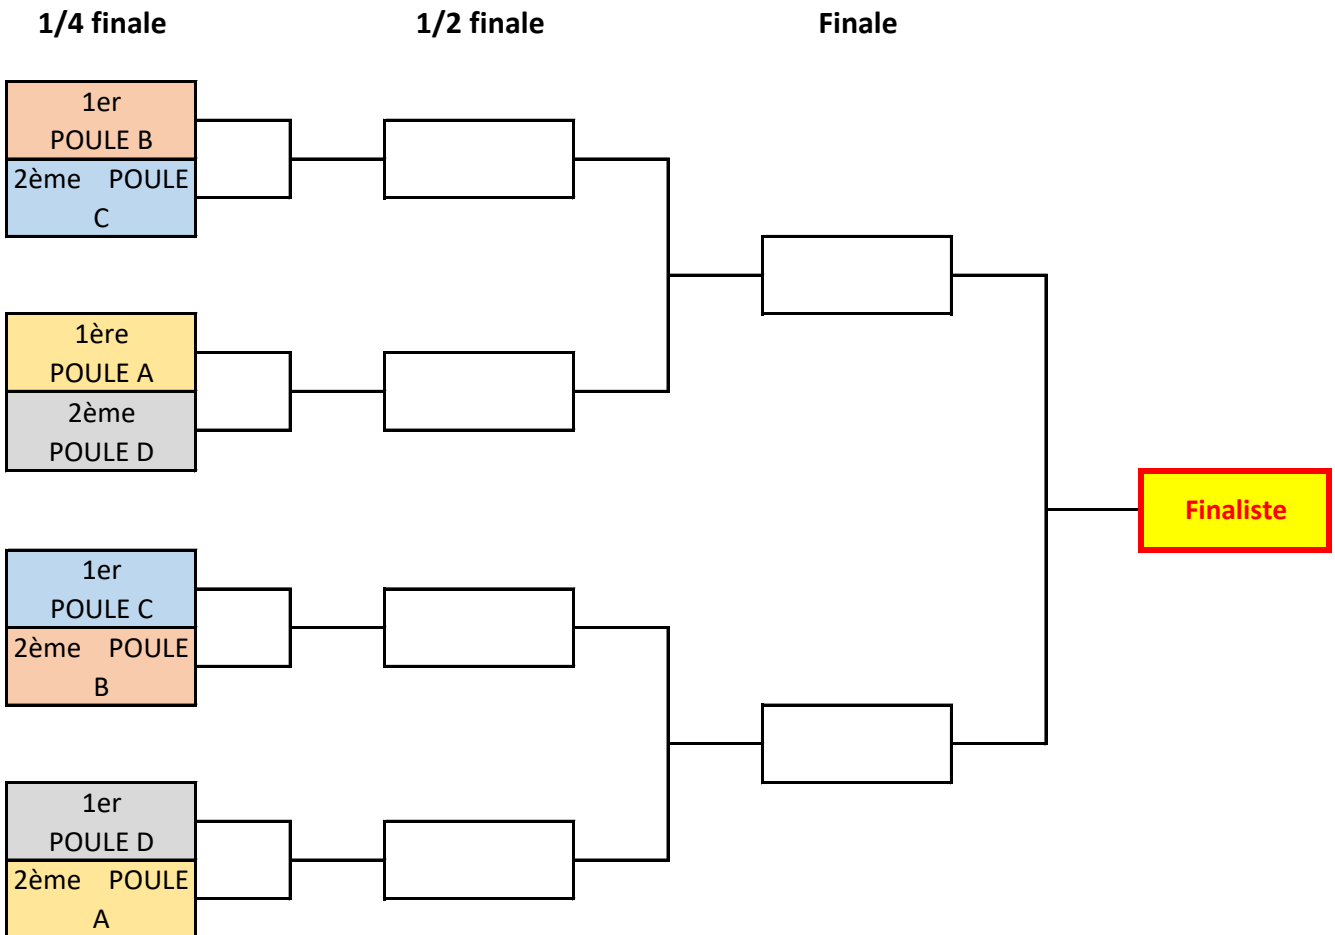 1/4 finale
1/2 finale
Finale
1er
POULE B
2ème POULE
C
1ère
POULE A
2ème
POULE D
Finaliste
1er
POULE C
2ème POULE
B
1er
POULE D
2ème POULE
A